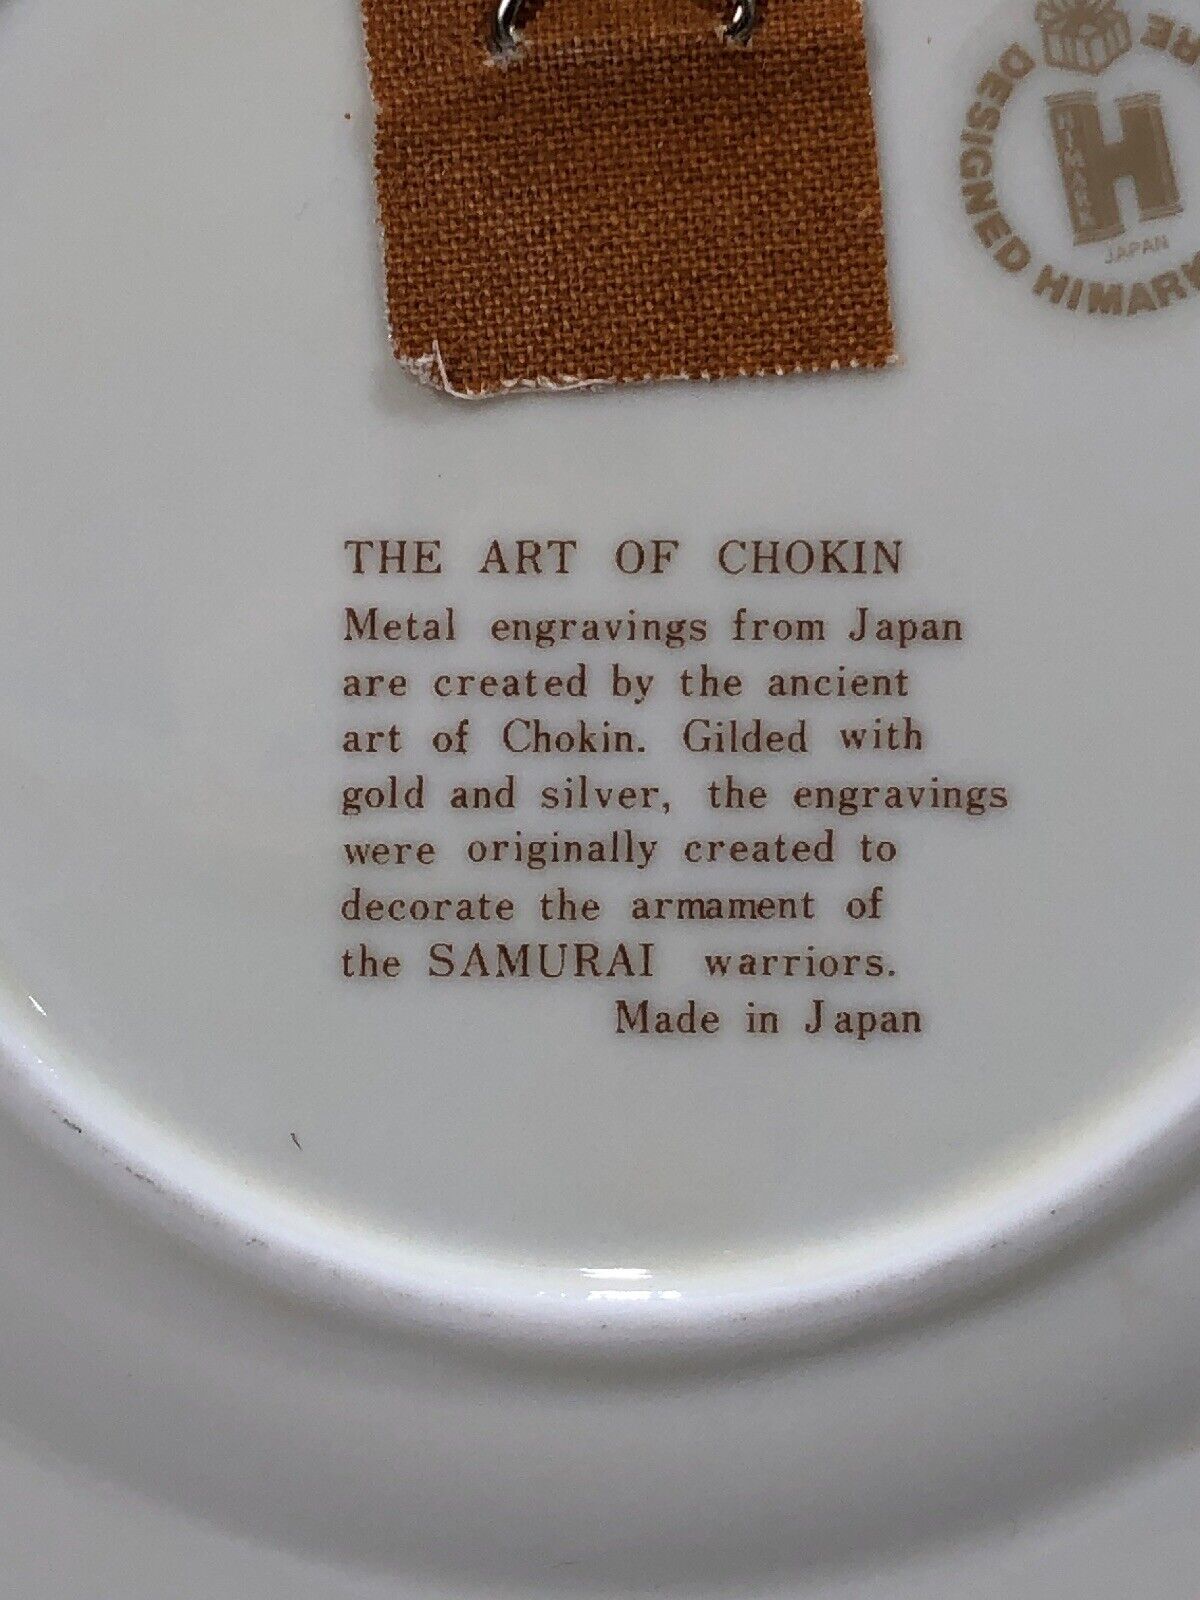 DESIGNED HIMARK
H
JAPAN
THE ART OF CHOKIN
Metal engravings from Japan
are created by the ancient
art of Chokin. Gilded with
gold and silver, the engravings
were originally created to
decorate the armament of
the SAMURAI warriors.
Made in Japan